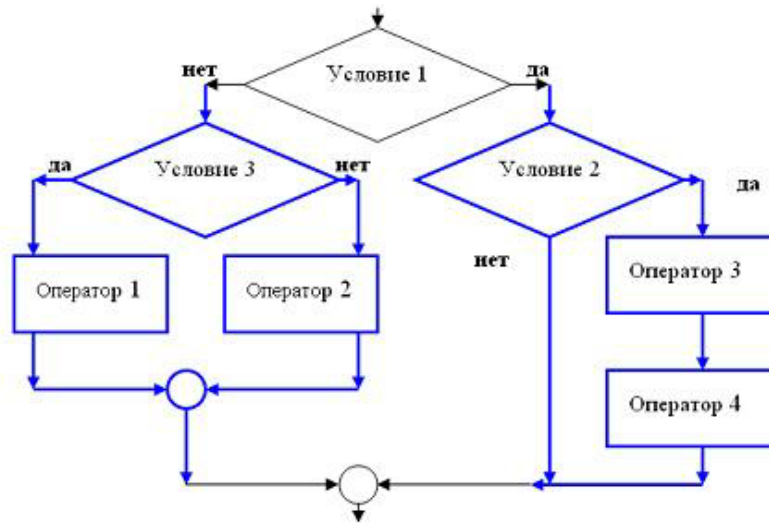 Условие 1
нет
да
Условие 3
да
нет
Условие 2
да
нет
Оператор 1
Оператор 2
Оператор 3
Оператор 4